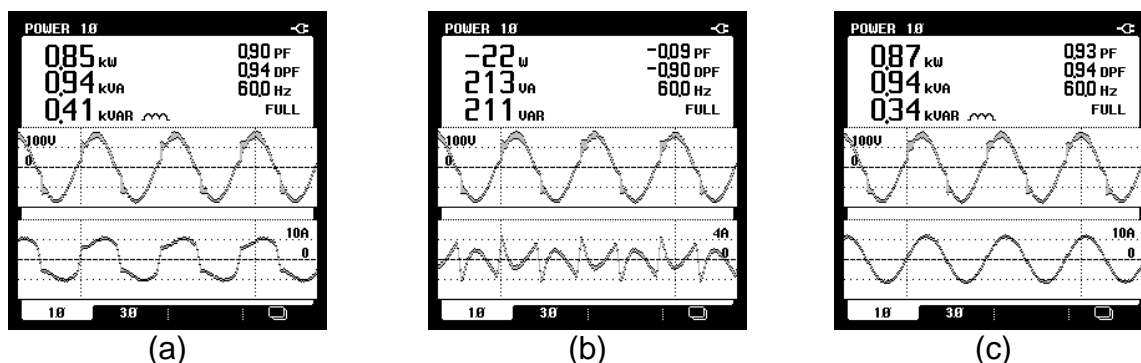 POWER 1Ø
0,85 kW
0,94 kVA
0,41 kVAR
0,90 PF
0,94 DPF
60,0 Hz
FULL
100V
0
10A
0
1Ø 3Ø
(a)
POWER 1Ø
-22 W
213 VA
211 VAR
-0,09 PF
-0,90 DPF
60,0 Hz
FULL
100V
0
4A
0
1Ø 3Ø
(b)
POWER 1Ø
0,87 kW
0,94 kVA
0,34 kVAR
0,93 PF
0,94 DPF
60,0 Hz
FULL
100V
0
10A
0
1Ø 3Ø
(c)